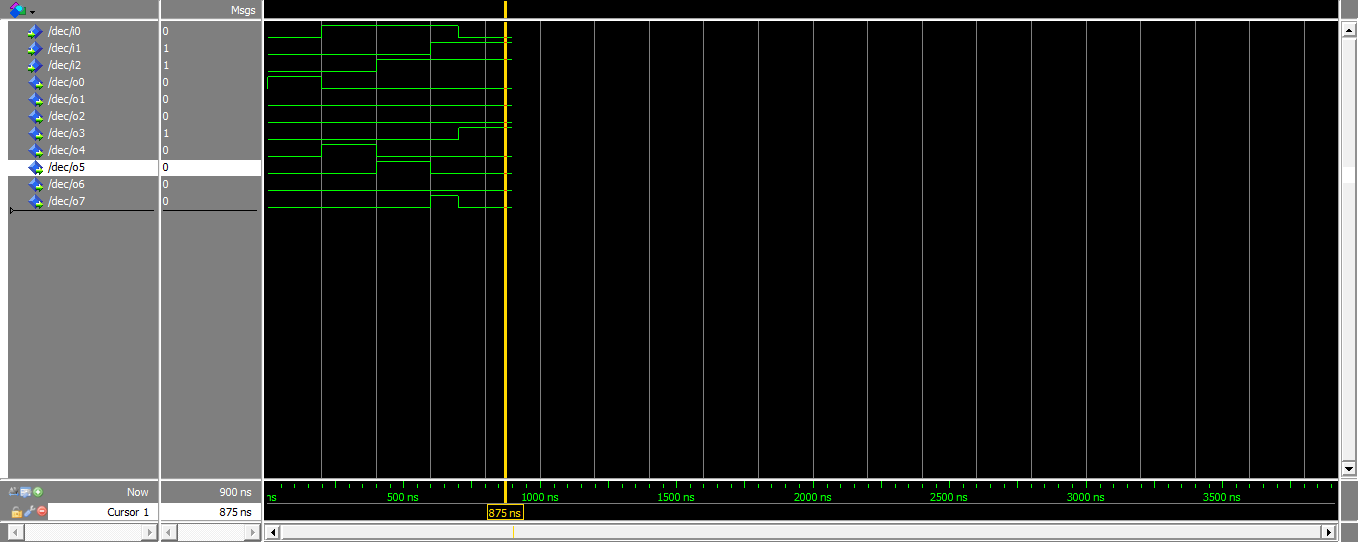 Msgs
/dec/i0 0
/dec/i1 1
/dec/i2 1
/dec/o0 0
/dec/o1 0
/dec/o2 0
/dec/o3 1
/dec/o4 0
/dec/o5 0
/dec/o6 0
/dec/o7 0
Now 900 ns ns 500 ns 1000 ns 1500 ns 2000 ns 2500 ns 3000 ns 3500 ns
Cursor 1 875 ns 875 ns